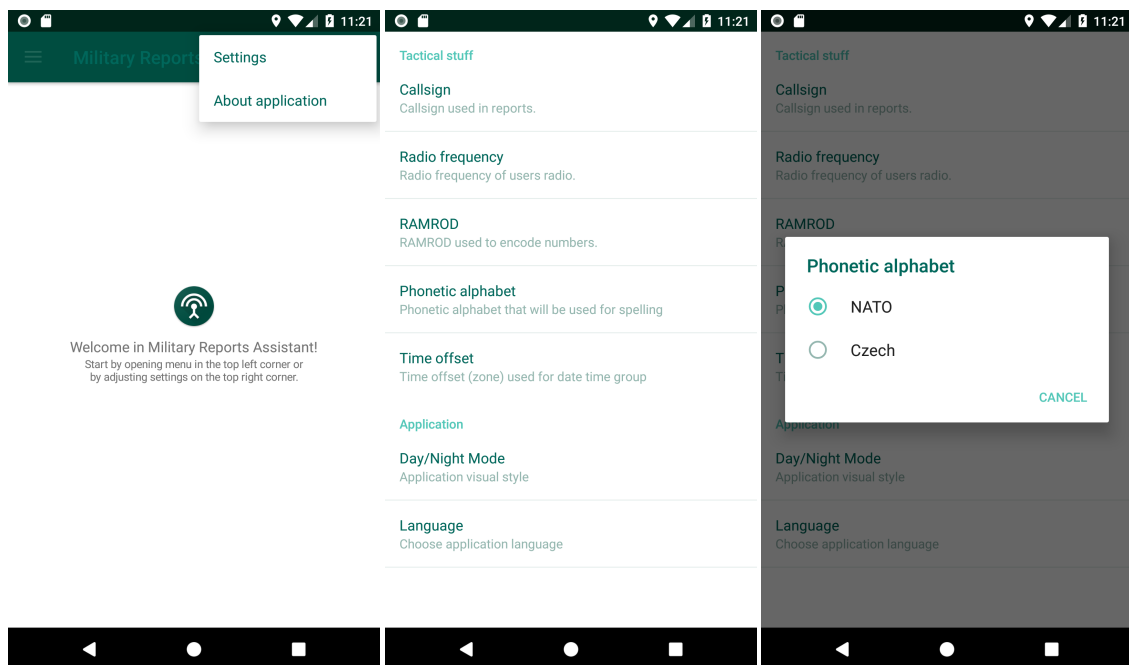 11:21
Military Reports
Settings
About application
Welcome in Military Reports Assistant!
Start by opening menu in the top left corner or
by adjusting settings on the top right corner.
11:21
Tactical stuff
Callsign
Callsign used in reports.
Radio frequency
Radio frequency of users radio.
RAMROD
RAMROD used to encode numbers.
Phonetic alphabet
Phonetic alphabet that will be used for spelling
Time offset
Time offset (zone) used for date time group
Application
Day/Night Mode
Application visual style
Language
Choose application language
11:21
Tactical stuff
Callsign
Callsign used in reports.
Radio frequency
Radio frequency of users radio.
RAMROD
Phonetic alphabet
NATO
Czech
CANCEL
Application
Day/Night Mode
Application visual style
Language
Choose application language